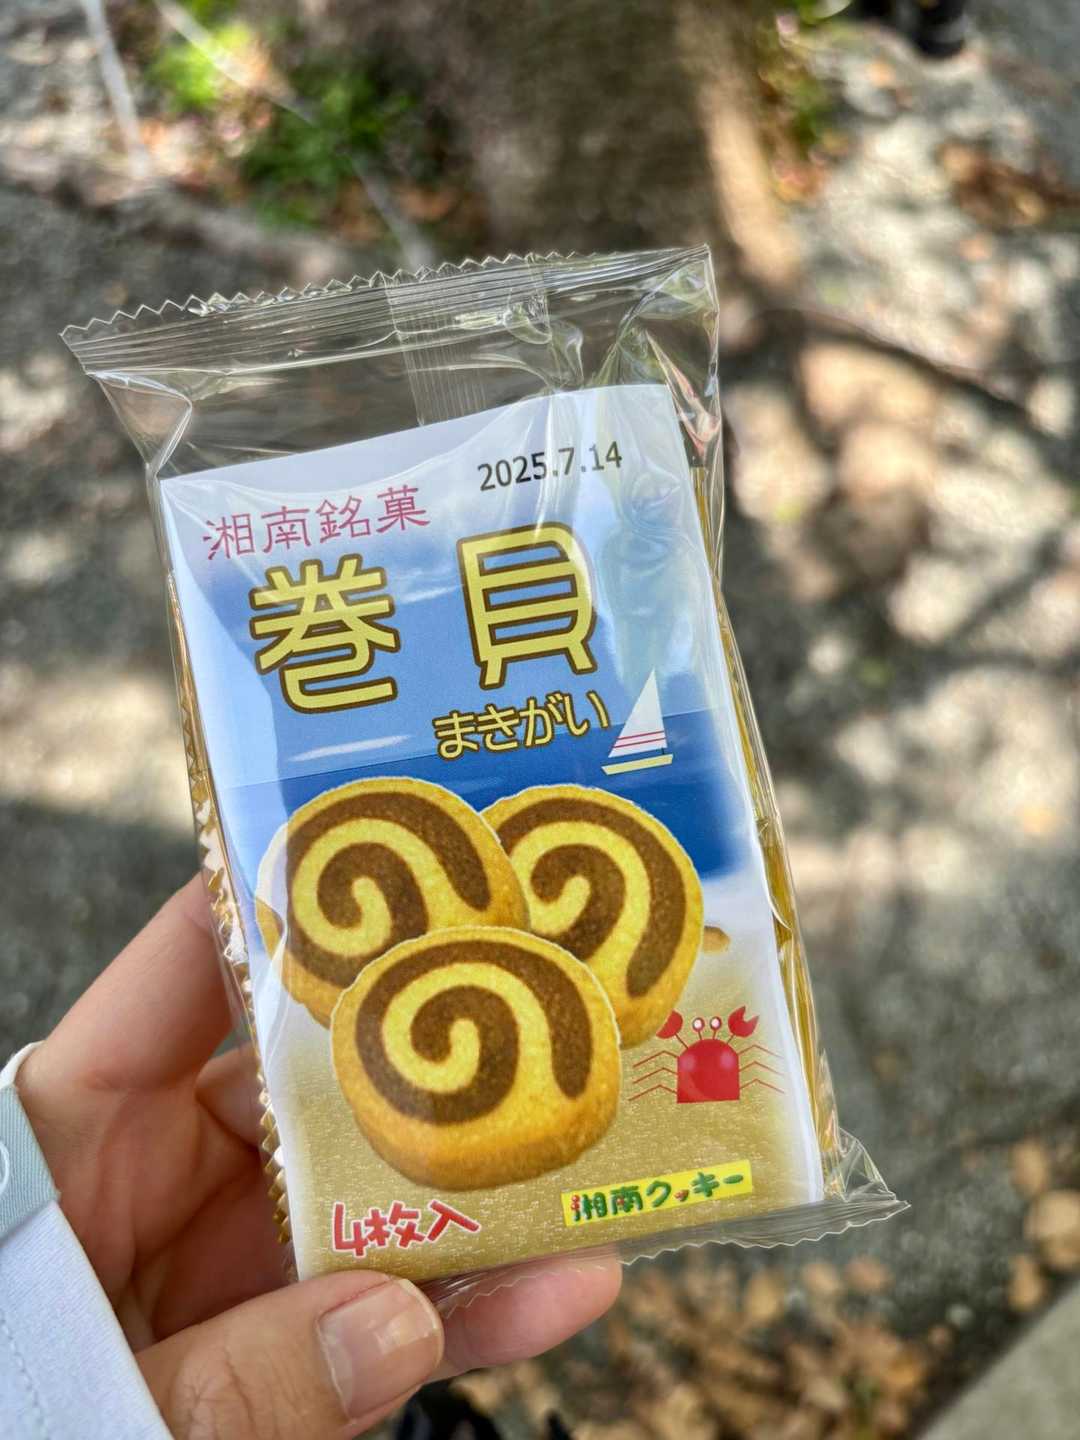 2025.7.14
湘南銘菓
巻貝
まきがい
4枚入
湘南クッキー